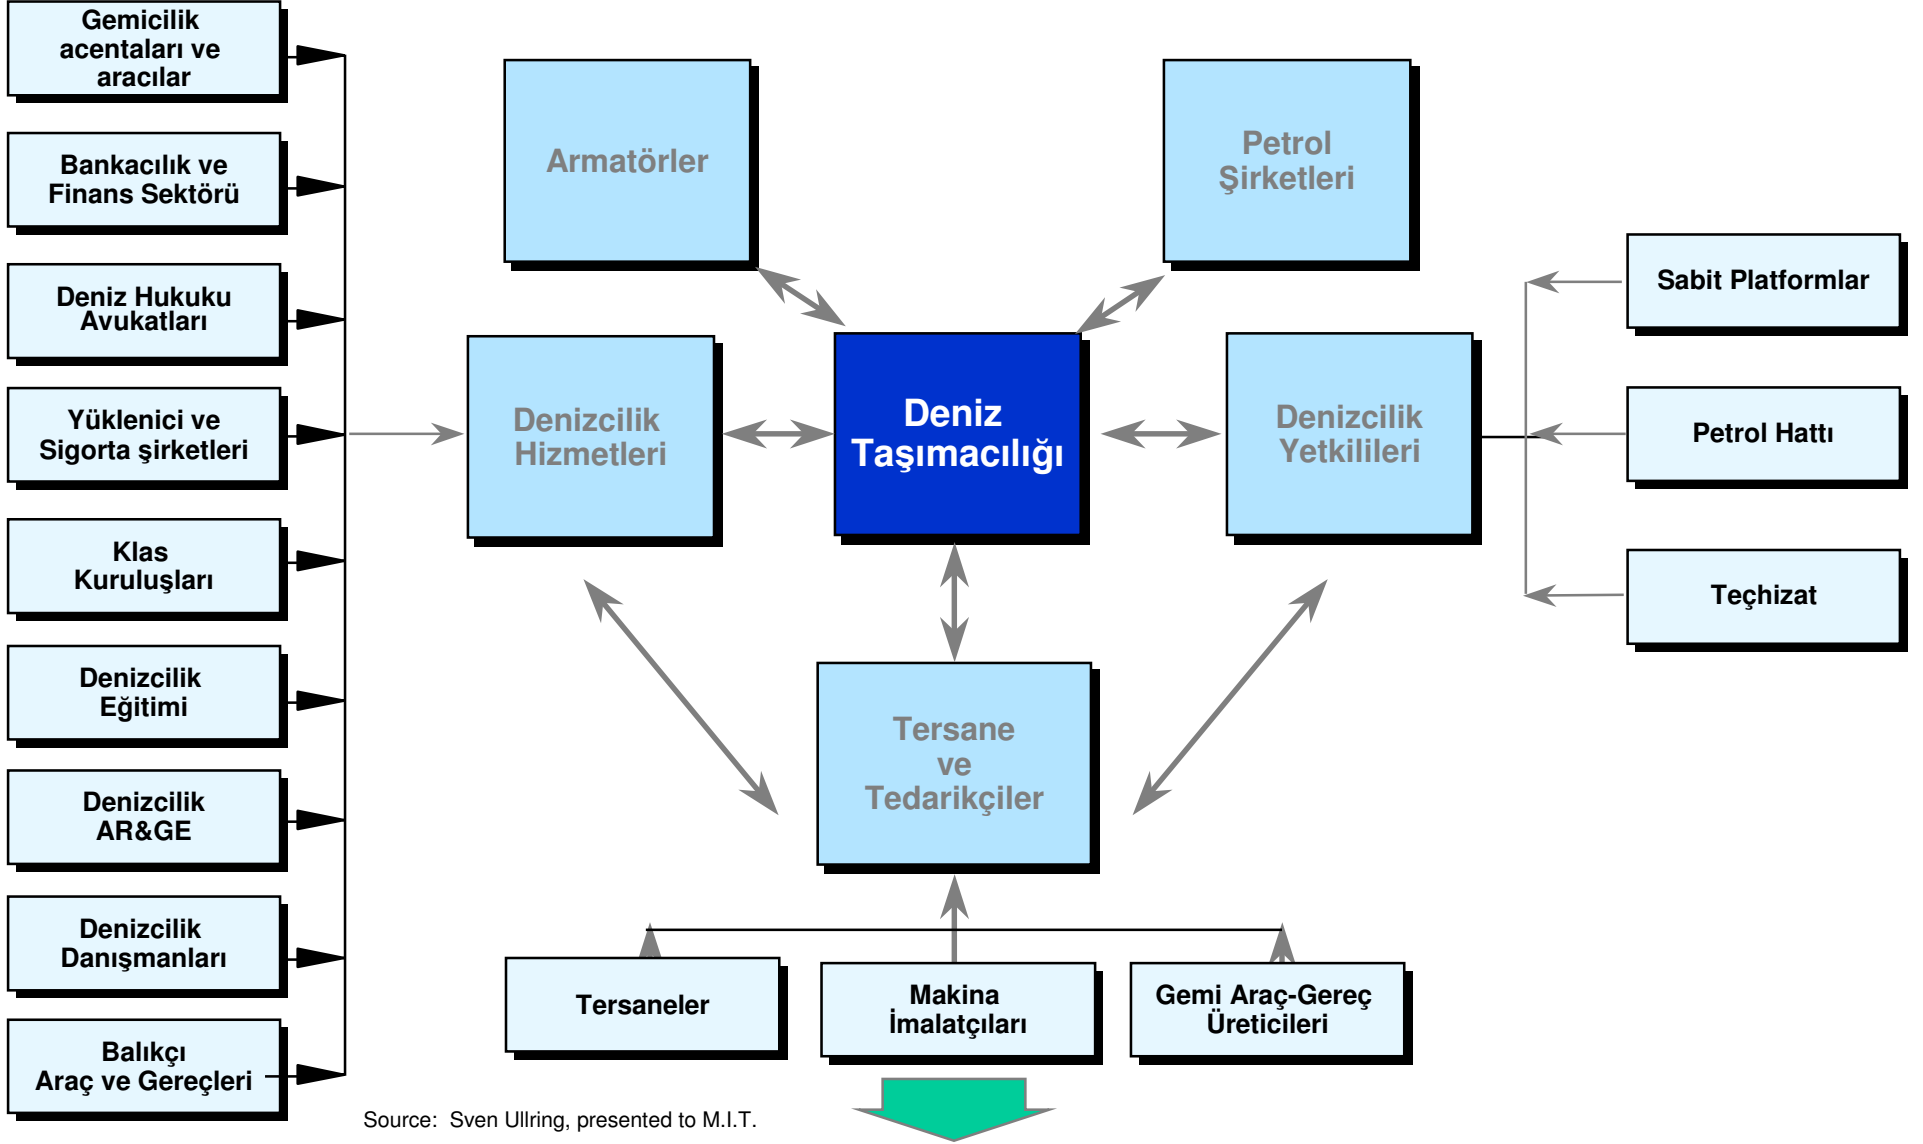 Gemicilik
acentaları ve
aracılar
Bankacılık ve
Finans Sektörü
Deniz Hukuku
Avukatları
Yüklenici ve
Sigorta şirketleri
Klas
Kuruluşları
Denizcilik
Eğitimi
Denizcilik
AR&GE
Denizcilik
Danışmanları
Balıkçı
Araç ve Gereçleri
Armatörler
Petrol
Şirketleri
Denizcilik
Hizmetleri
Deniz
Taşımacılığı
Denizcilik
Yetkilileri
Sabit Platformlar
Petrol Hattı
Teçhizat
Tersane
ve
Tedarikçiler
Tersaneler
Makina
İmalatçıları
Gemi Araç-Gereç
Üreticileri
Source: Sven Ullring, presented to M.I.T.